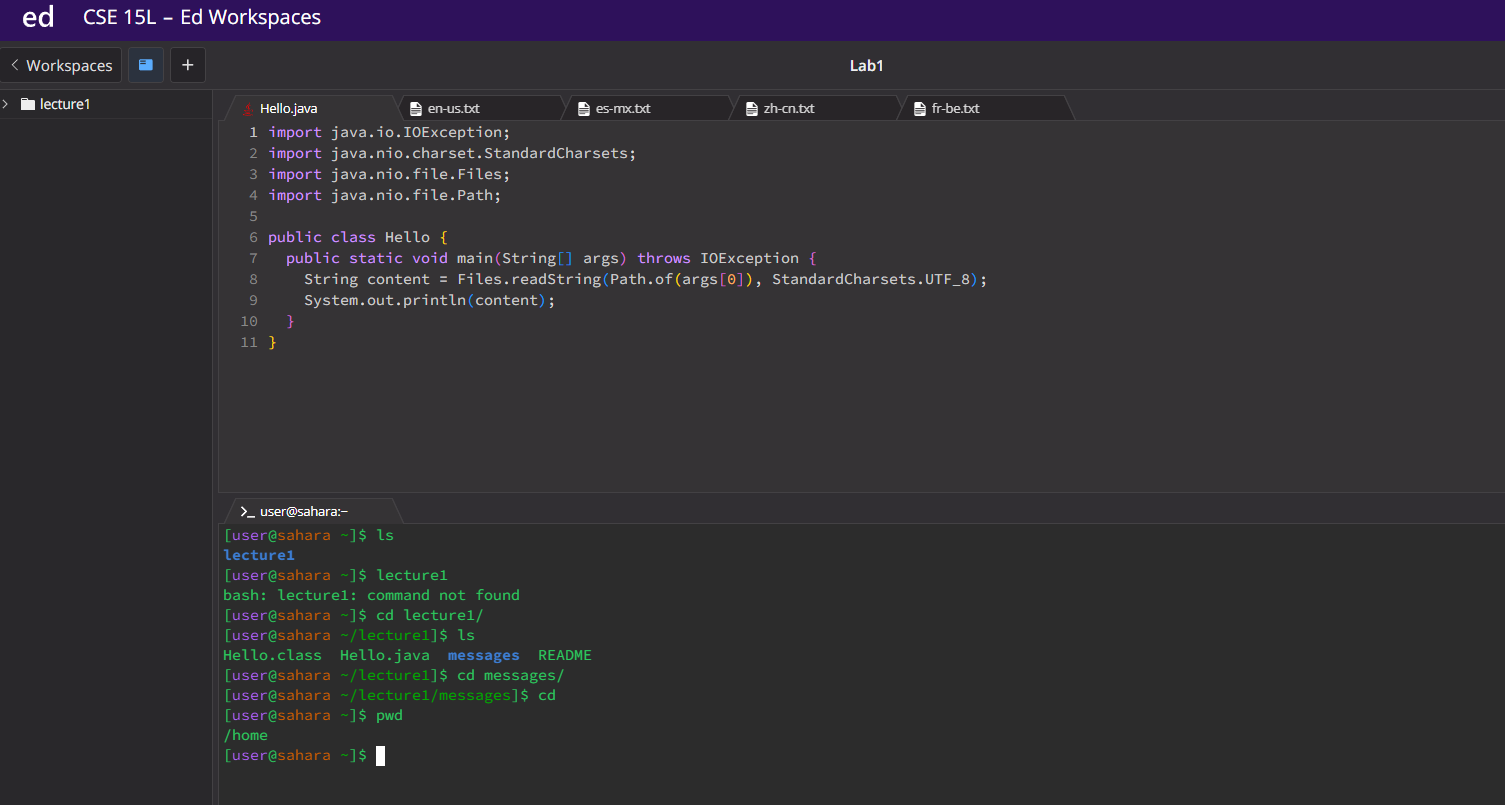 ed CSE 15L – Ed Workspaces
Workspaces + Lab1
lecture1
Hello.java en-us.txt es-mx.txt zh-cn.txt fr-be.txt
1 import java.io.IOException;
2 import java.nio.charset.StandardCharsets;
3 import java.nio.file.Files;
4 import java.nio.file.Path;
5
6 public class Hello {
7   public static void main(String[] args) throws IOException {
8     String content = Files.readString(Path.of(args[0]), StandardCharsets.UTF_8);
9     System.out.println(content);
10   }
11 }
>_ user@sahara:~
[user@sahara ~]$ ls
lecture1
[user@sahara ~]$ lecture1
bash: lecture1: command not found
[user@sahara ~]$ cd lecture1/
[user@sahara ~/lecture1]$ ls
Hello.class  Hello.java  messages  README
[user@sahara ~/lecture1]$ cd messages/
[user@sahara ~/lecture1/messages]$ cd
[user@sahara ~]$ pwd
/home
[user@sahara ~]$